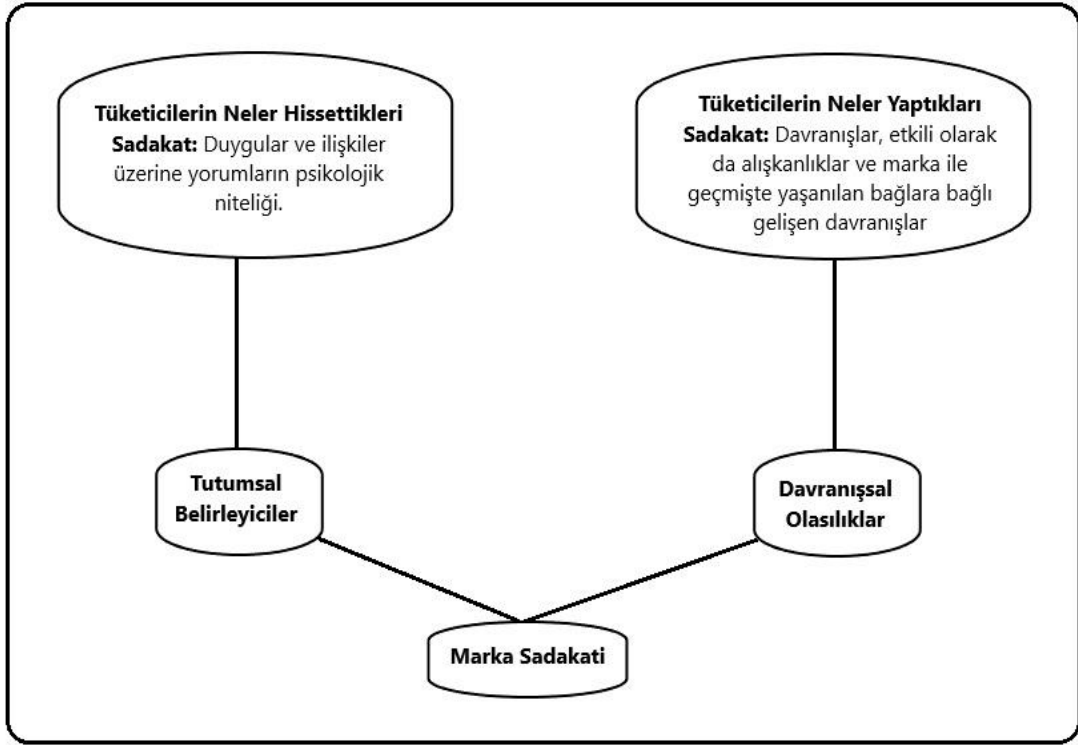 Tüketicilerin Neler Hissettikleri
Sadakat: Duygular ve ilişkiler
üzerine yorumların psikolojik
niteliği.
Tüketicilerin Neler Yaptıkları
Sadakat: Davranışlar, etkili olarak
da alışkanlıklar ve marka ile
geçmişte yaşanılan bağlara bağlı
gelişen davranışlar
Tutumsal
Belirleyiciler
Davranışsal
Olasılıklar
Marka Sadakati